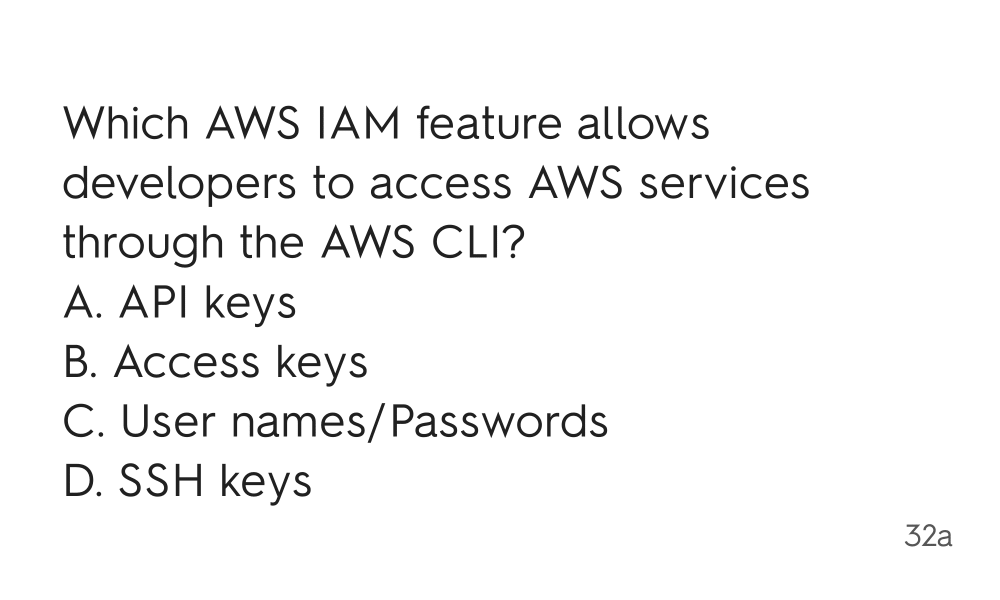 Which AWS IAM feature allows
developers to access AWS services
through the AWS CLI?
A. API keys
B. Access keys
C. User names/Passwords
D. SSH keys
32a